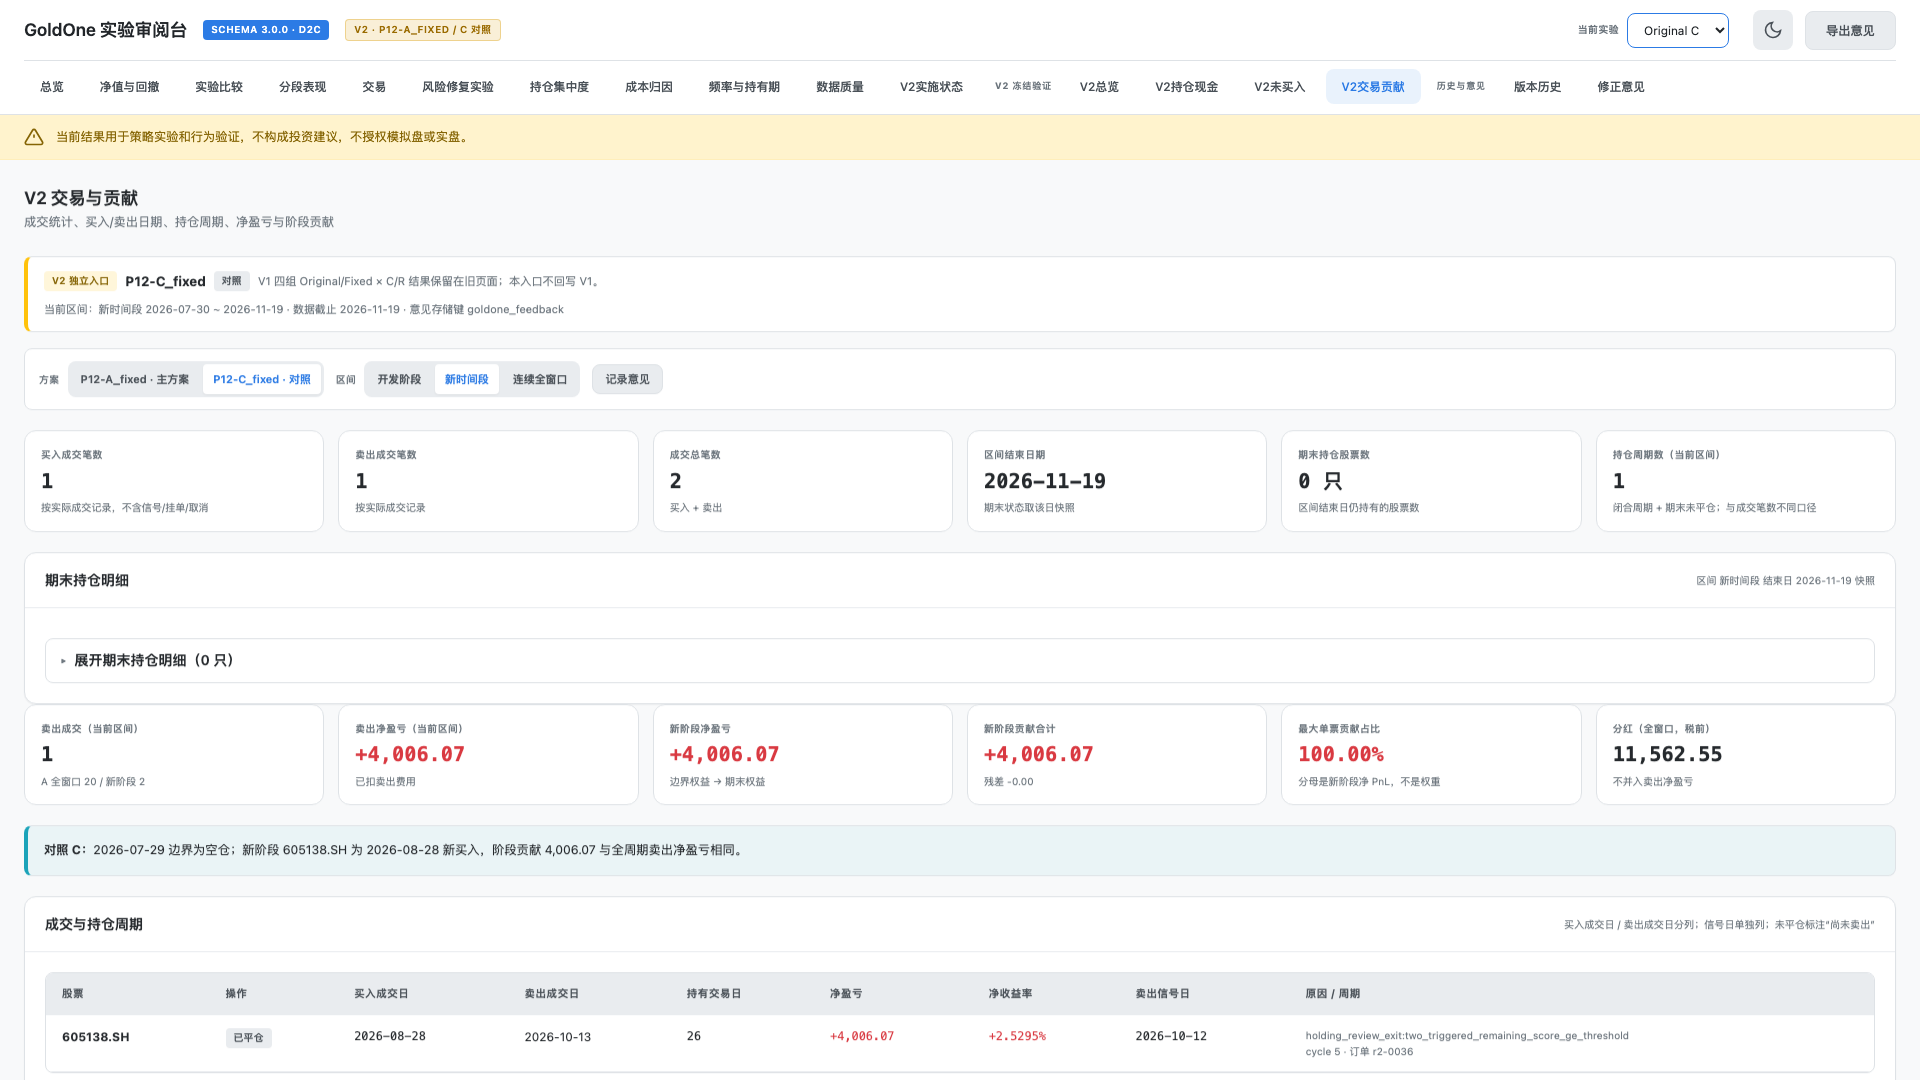 GoldOne 实验审阅台
SCHEMA 3.0.0 · D2C
V2 · P12-A_FIXED / C 对照
当前实验
Original C
导出意见
总览
净值与回撤
实验比较
分段表现
交易
风险修复实验
持仓集中度
成本归因
频率与持有期
数据质量
V2实施状态
V2 冻结验证
V2总览
V2持仓现金
V2未买入
V2交易贡献
历史与意见
版本历史
修正意见
当前结果用于策略实验和行为验证，不构成投资建议，不授权模拟盘或实盘。
V2 交易与贡献
成交统计、买入/卖出日期、持仓周期、净盈亏与阶段贡献
V2 独立入口
P12-C_fixed
对照
V1 四组 Original/Fixed × C/R 结果保留在旧页面；本入口不回写 V1。
当前区间：新时间段 2026-07-30 ~ 2026-11-19 · 数据截止 2026-11-19 · 意见存储键 goldone_feedback
方案
P12-A_fixed · 主方案
P12-C_fixed · 对照
区间
开发阶段
新时间段
连续全窗口
记录意见
买入成交笔数
1
按实际成交记录，不含信号/挂单/取消
卖出成交笔数
1
按实际成交记录
成交总笔数
2
买入 + 卖出
区间结束日期
2026-11-19
期末状态取该日快照
期末持仓股票数
0 只
区间结束日仍持有的股票数
持仓周期数（当前区间）
1
闭合周期 + 期末未平仓；与成交笔数不同口径
期末持仓明细
区间 新时间段 结束日 2026-11-19 快照
▸ 展开期末持仓明细（0 只）
卖出成交（当前区间）
1
A 全窗口 20 / 新阶段 2
卖出净盈亏（当前区间）
+4,006.07
已扣卖出费用
新阶段净盈亏
+4,006.07
边界权益 → 期末权益
新阶段贡献合计
+4,006.07
残差 -0.00
最大单票贡献占比
100.00%
分母是新阶段净 PnL，不是权重
分红（全窗口，税前）
11,562.55
不并入卖出净盈亏
对照 C：2026-07-29 边界为空仓；新阶段 605138.SH 为 2026-08-28 新买入，阶段贡献 4,006.07 与全周期卖出净盈亏相同。
成交与持仓周期
买入成交日 / 卖出成交日分列；信号日单独列；未平仓标注“尚未卖出”
股票
操作
买入成交日
卖出成交日
持有交易日
净盈亏
净收益率
卖出信号日
原因 / 周期
605138.SH
已平仓
2026-08-28
2026-10-13
26
+4,006.07
+2.5295%
2026-10-12
holding_review_exit:two_triggered_remaining_score_ge_threshold
cycle 5 · 订单 r2-0036